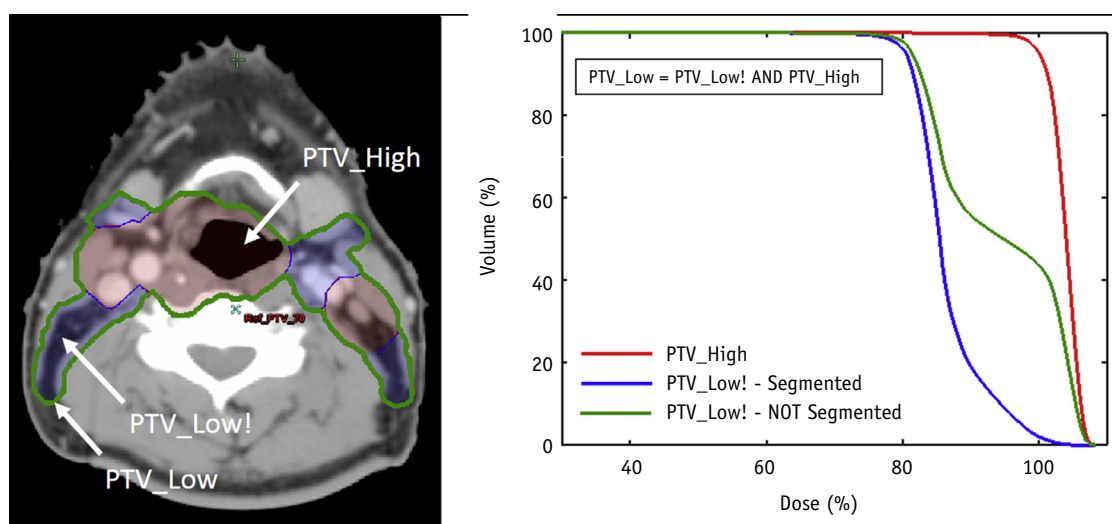 PTV_High
Ref_PTV_70
PTV_Low!
PTV_Low
100
80
60
40
20
0
Volume (%)
PTV_Low = PTV_Low! AND PTV_High
PTV_High
PTV_Low! - Segmented
PTV_Low! - NOT Segmented
40
60
80
100
Dose (%)